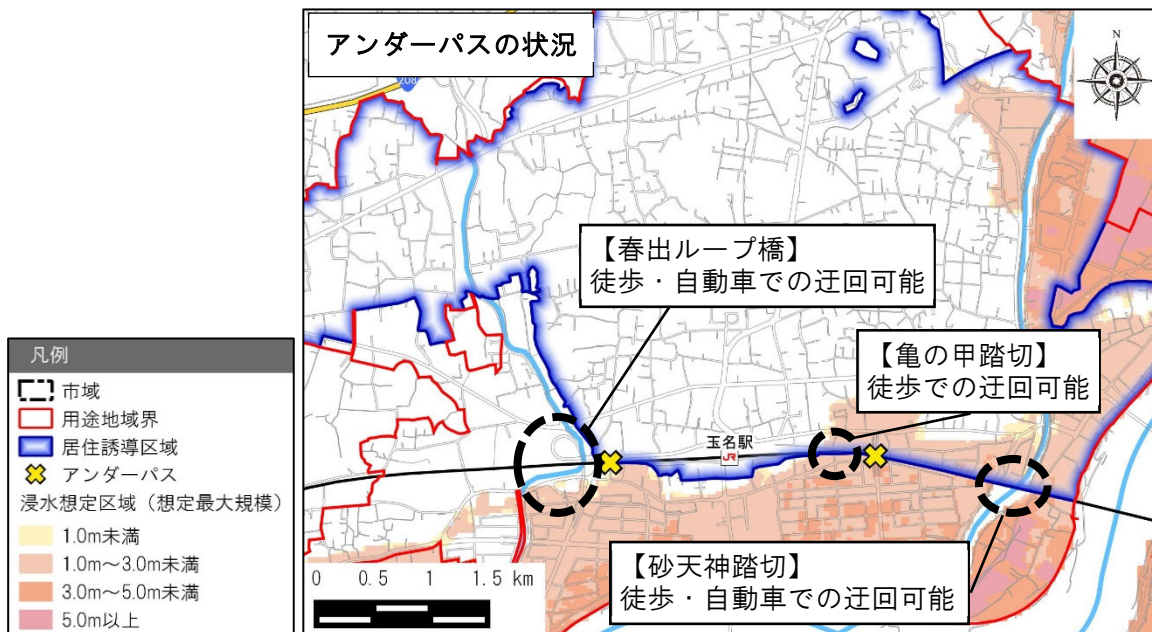 アンダーパスの状況
N
208
【春出ループ橋】
徒歩・自動車での迂回可能
【亀の甲踏切】
徒歩での迂回可能
玉名駅
JR
【砂天神踏切】
徒歩・自動車での迂回可能
0 0.5 1 1.5 km
凡例
市域
用途地域界
居住誘導区域
アンダーパス
浸水想定区域（想定最大規模）
1.0m未満
1.0m～3.0m未満
3.0m～5.0m未満
5.0m以上